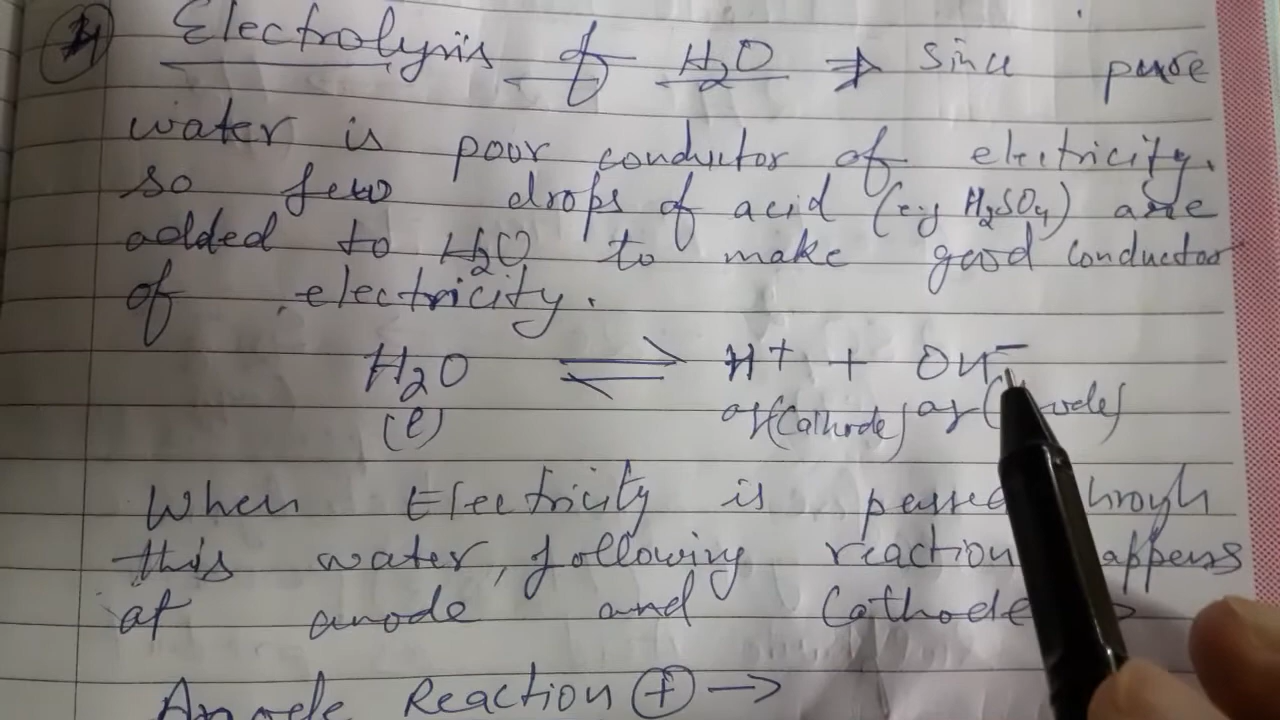 Electrolysis of H2O ⇒ Since pure
water is poor conductor of electricity.
so few drops of acid (e.g H2SO4) are
added to H2O to make good conductor
of electricity.
H2O ⇌ H+ + OH-
(l) aq (Cathode) aq
When Electricity is passed
this water, following reaction
at anode and Cathode
Anode Reaction (+) →